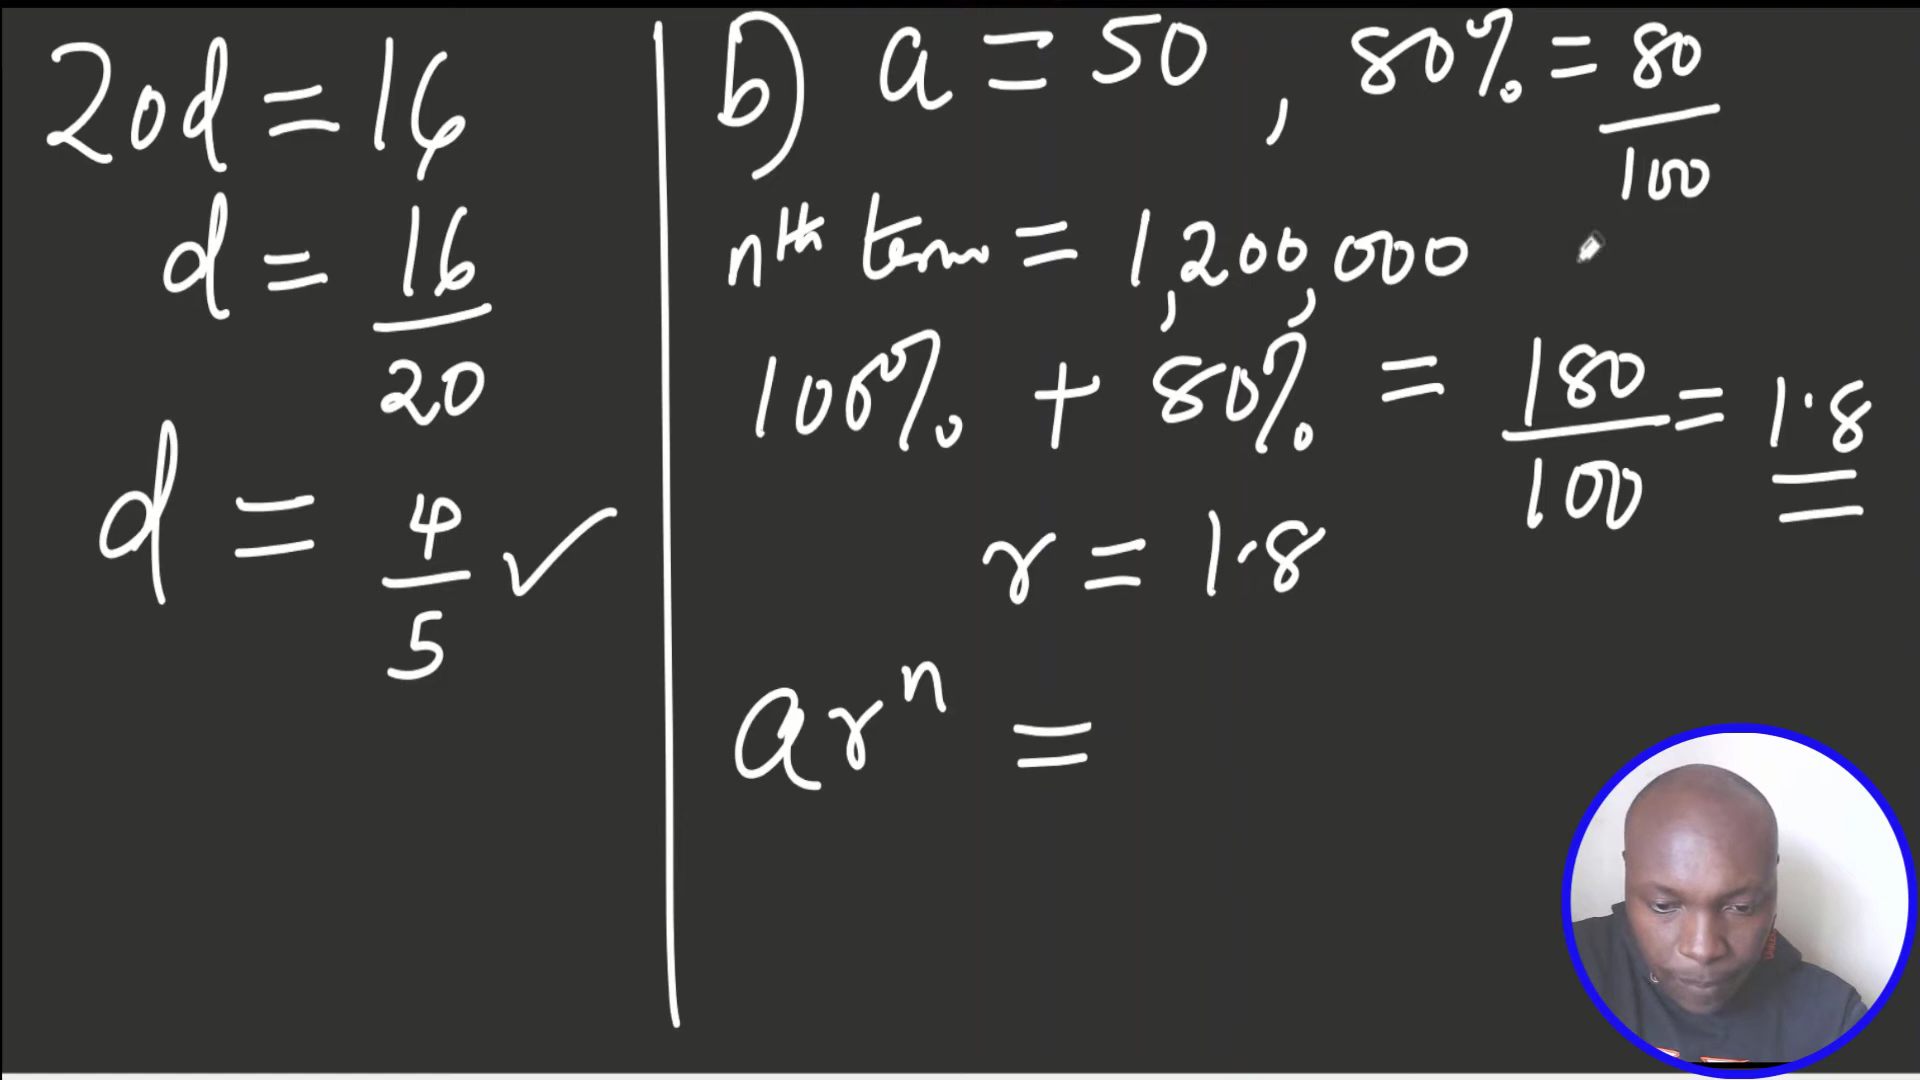 20d = 16
d = 16/20
d = 4/5 ✓
b) a = 50 , 80% = 80/100
nth term = 1,200,000
100% + 80% = 180/100 = 1.8
r = 1.8
ar^n =